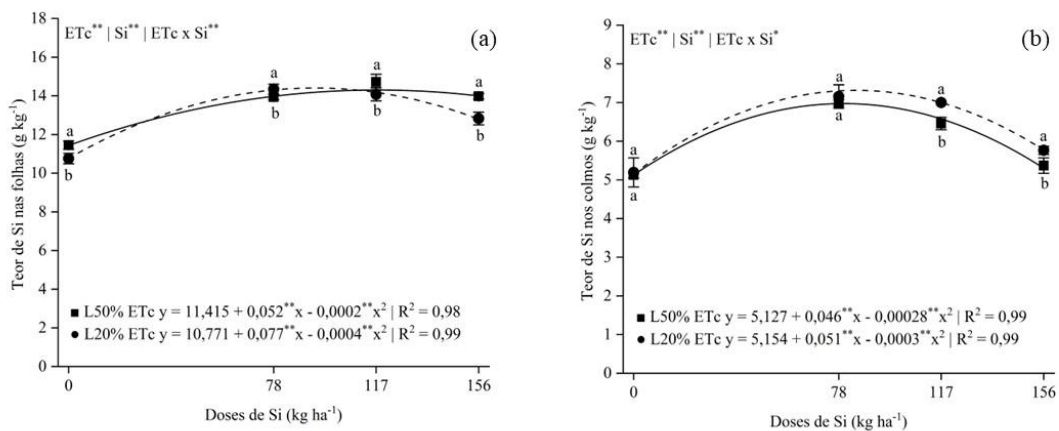 18
16
14
12
10
8
6
4
2
0
Teor de Si nas folhas (g kg⁻¹)
ETc** | Si** | ETc x Si**
(a)
a
b
a
b
a
b
a
b
■ L50% ETc y = 11,415 + 0,052**x - 0,0002**x² | R² = 0,98
● L20% ETc y = 10,771 + 0,077**x - 0,0004**x² | R² = 0,99
0 78 117 156
Doses de Si (kg ha⁻¹)
9
8
7
6
5
4
3
2
1
0
Teor de Si nos colmos (g kg⁻¹)
ETc** | Si** | ETc x Si*
(b)
a
a
a
a
a
b
a
b
■ L50% ETc y = 5,127 + 0,046**x - 0,00028**x² | R² = 0,99
● L20% ETc y = 5,154 + 0,051**x - 0,0003**x² | R² = 0,99
0 78 117 156
Doses de Si (kg ha⁻¹)